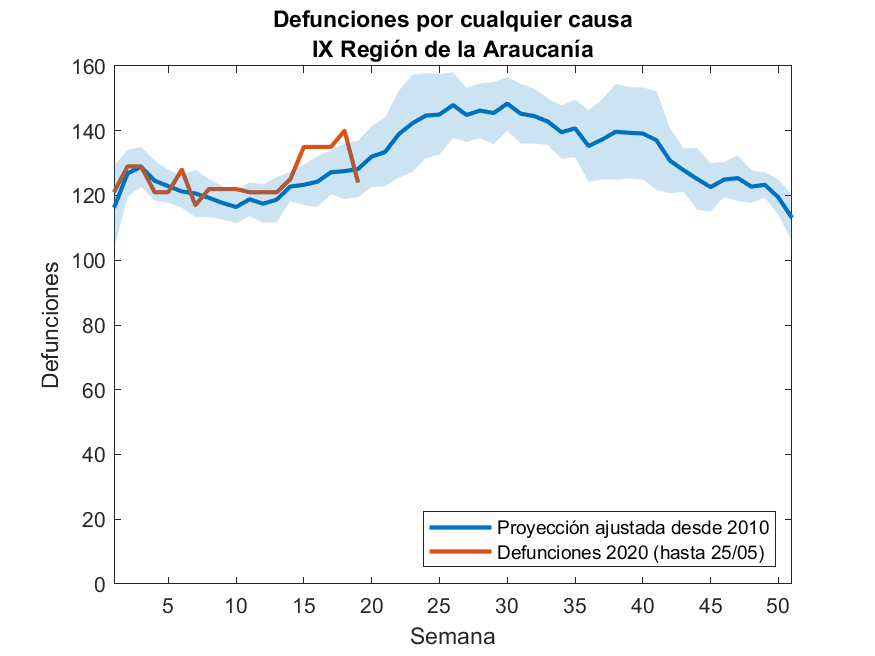 Defunciones por cualquier causa
IX Región de la Araucanía
160
140
120
100
80
60
40
20
0
Defunciones
5 10 15 20 25 30 35 40 45 50
Semana
Proyección ajustada desde 2010
Defunciones 2020 (hasta 25/05)